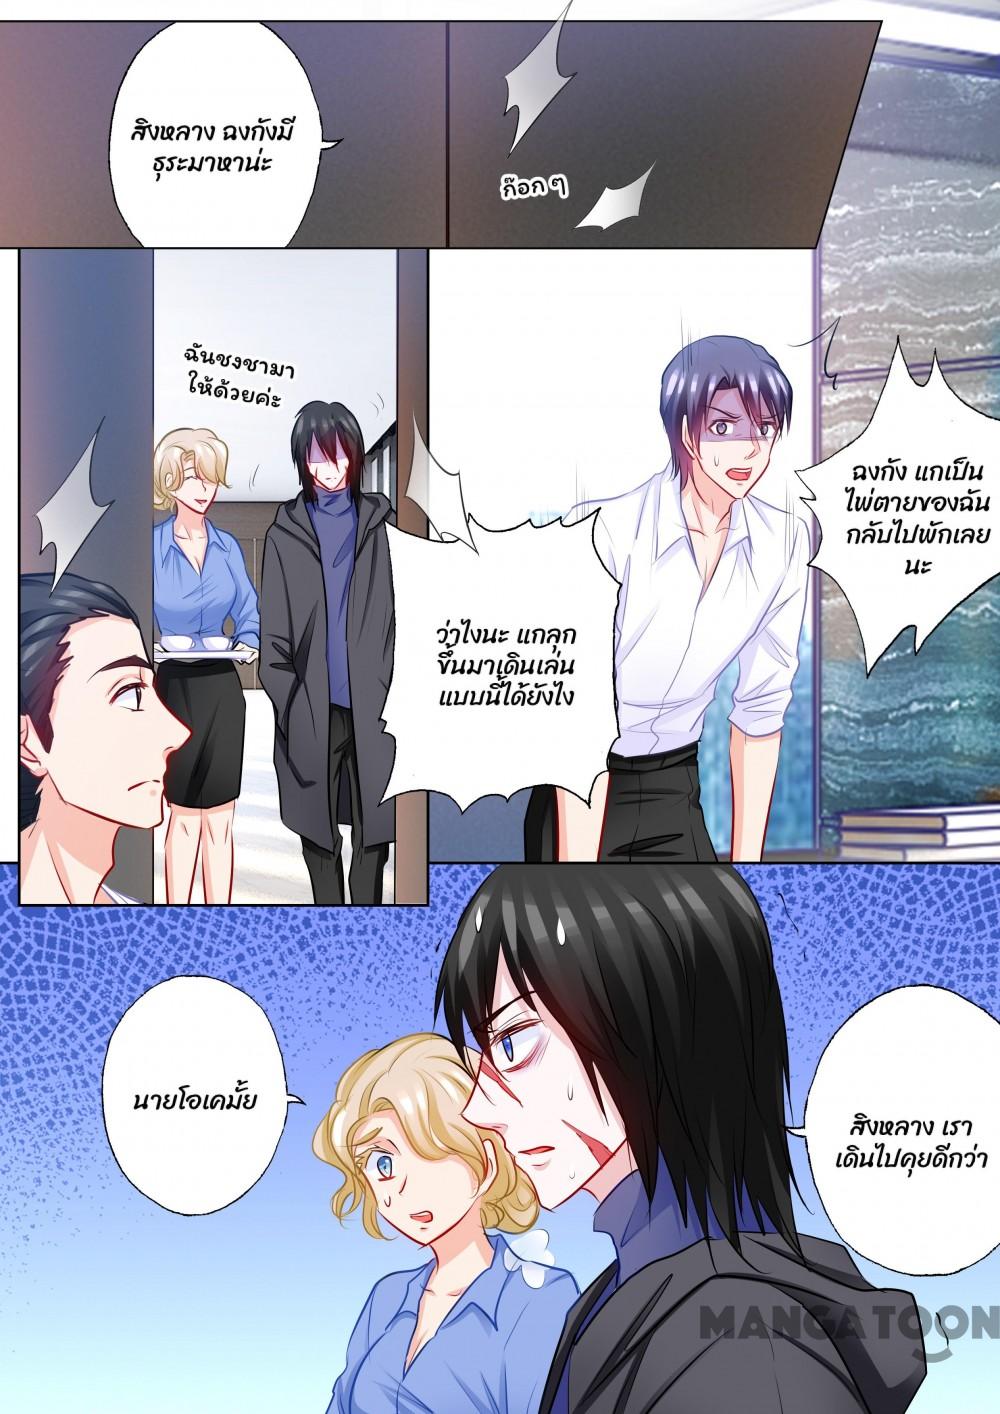 สิงหลาง ฉงกังมี
ธุระมาหาน่ะ
ก๊อกๆ
ฉันชงชามา
ให้ด้วยค่ะ
ฉงกัง แกเป็น
ไพ่ตายของฉัน
กลับไปพักเลย
นะ
ว่าไงนะ แกลุก
ขึ้นมาเดินเล่น
แบบนี้ได้ยังไง
นายโอเคมั้ย
สิงหลาง เรา
เดินไปคุยดีกว่า
MANGATOON